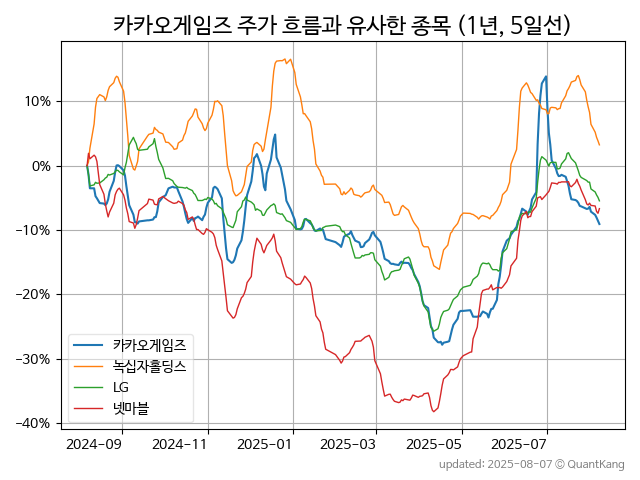 카카오게임즈 주가 흐름과 유사한 종목 (1년, 5일선)
10%
0%
−10%
−20%
−30%
−40%
카카오게임즈
녹십자홀딩스
LG
넷마블
2024-09
2024-11
2025-01
2025-03
2025-05
2025-07
updated: 2025-08-07 © QuantKang